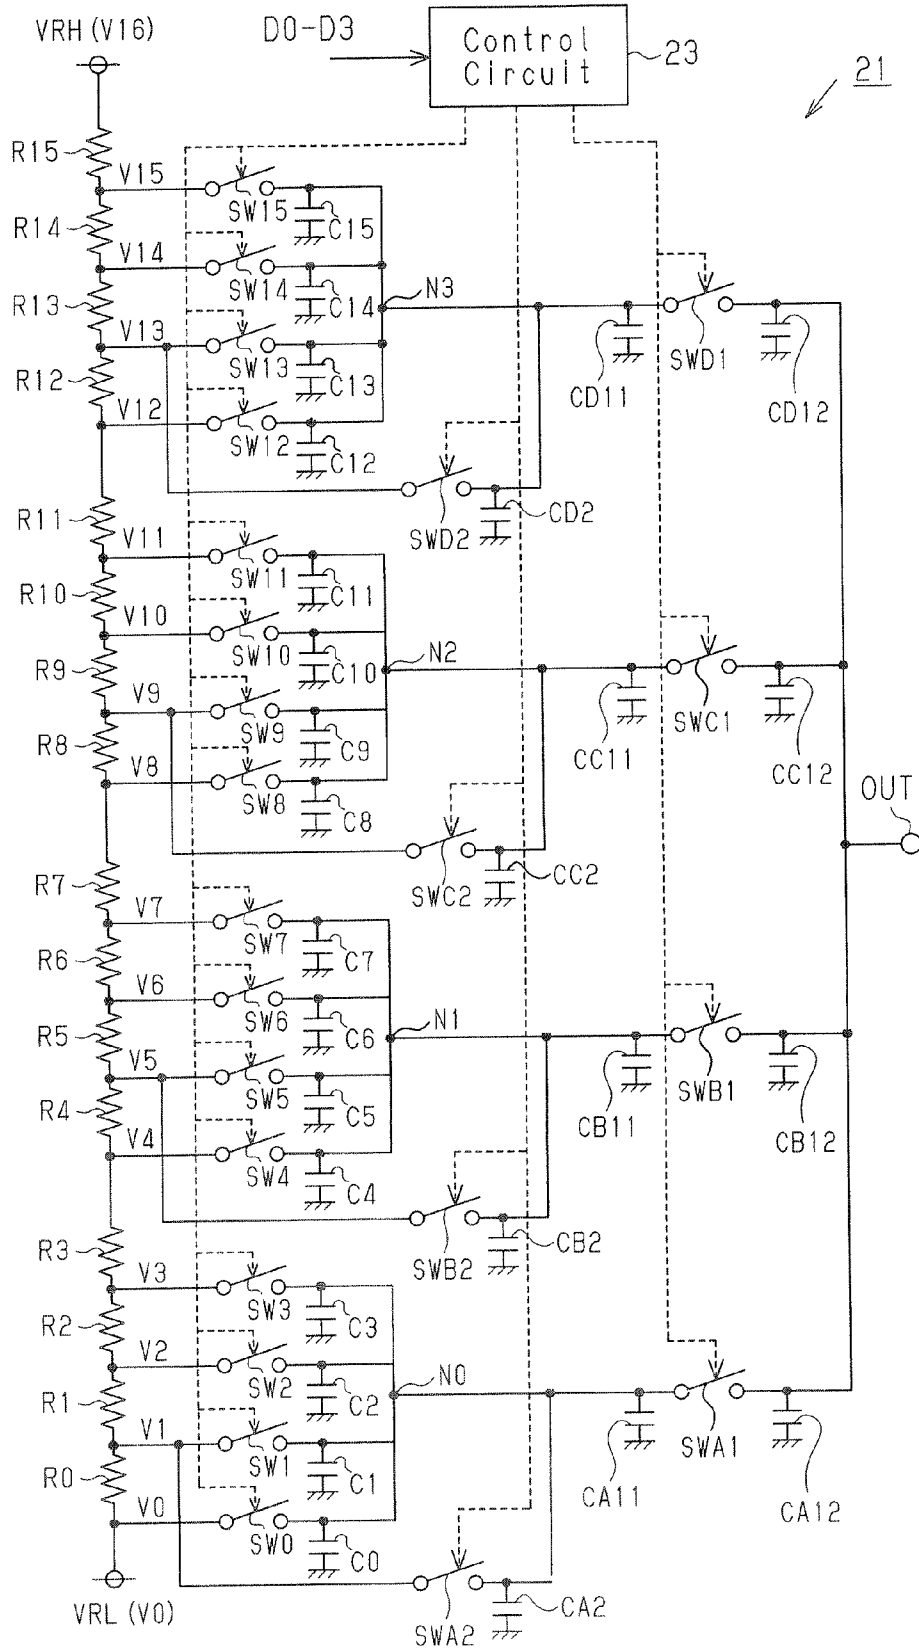 VRH (V16)
D0-D3
Control
Circuit
23
21
R15
V15
SW15
C15
R14
V14
SW14
C14
N3
R13
V13
SW13
C13
CD11
SWD1
CD12
R12
V12
SW12
C12
SWD2
CD2
R11
V11
SW11
C11
R10
V10
SW10
C10
N2
R9
V9
SW9
C9
CC11
SWC1
CC12
R8
V8
SW8
C8
OUT
SWC2
CC2
R7
V7
SW7
C7
R6
V6
SW6
C6
N1
R5
V5
SW5
C5
CB11
SWB1
CB12
R4
V4
SW4
C4
SWB2
CB2
R3
V3
SW3
C3
R2
V2
SW2
C2
N0
R1
V1
SW1
C1
CA11
SWA1
CA12
R0
V0
SW0
C0
VRL (V0)
SWA2
CA2